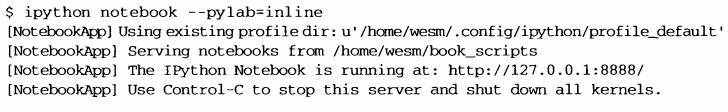 $ ipython notebook --pylab=inline
[NotebookApp] Using existing profile dir: u'/home/wesm/.config/ipython/profile_default'
[NotebookApp] Serving notebooks from /home/wesm/book_scripts
[NotebookApp] The IPython Notebook is running at: http://127.0.0.1:8888/
[NotebookApp] Use Control-C to stop this server and shut down all kernels.